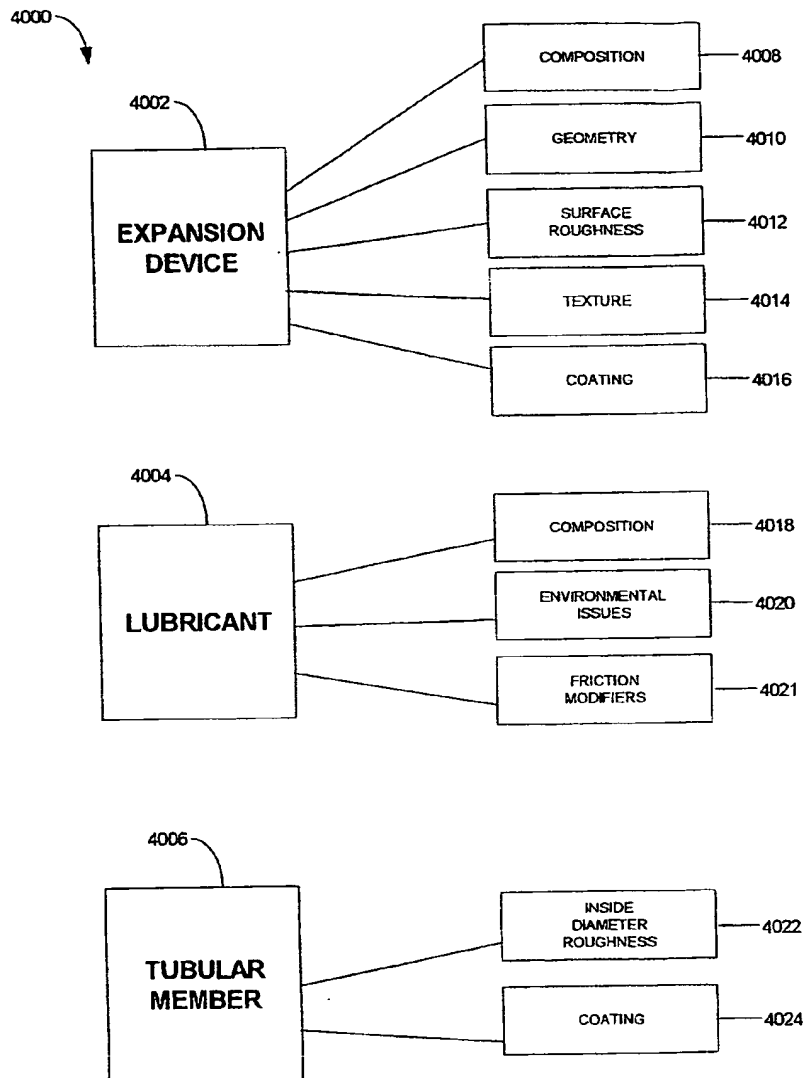 4000
4002
EXPANSION
DEVICE
COMPOSITION
4008
GEOMETRY
4010
SURFACE
ROUGHNESS
4012
TEXTURE
4014
COATING
4016
4004
LUBRICANT
COMPOSITION
4018
ENVIRONMENTAL
ISSUES
4020
FRICTION
MODIFIERS
4021
4006
TUBULAR
MEMBER
INSIDE
DIAMETER
ROUGHNESS
4022
COATING
4024